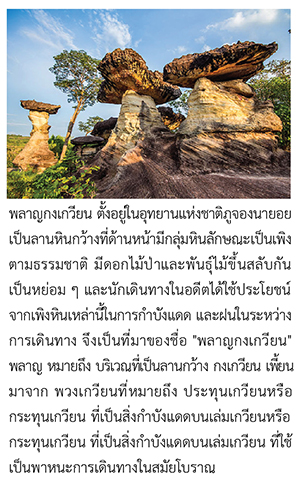 พลาญกงเกวียน ตั้งอยู่ในอุทยานแห่งชาติภูจองนายอย
เป็นลานหินกว้างที่ด้านหน้ามีกลุ่มหินลักษณะเป็นเพิง
ตามธรรมชาติ มีดอกไม้ป่าและพันธุ์ไม้ขึ้นสลับกัน
เป็นหย่อม ๆ และนักเดินทางในอดีตได้ใช้ประโยชน์
จากเพิงหินเหล่านี้ในการกำบังแดด และฝนในระหว่าง
การเดินทาง จึงเป็นที่มาของชื่อ "พลาญกงเกวียน"
พลาญ หมายถึง บริเวณที่เป็นลานกว้าง กงเกวียน เพี้ยน
มาจาก พวงเกวียนที่หมายถึง ประทุนเกวียนหรือ
กระทุนเกวียน ที่เป็นสิ่งกำบังแดดบนเล่มเกวียนหรือ
กระทุนเกวียน ที่เป็นสิ่งกำบังแดดบนเล่มเกวียน ที่ใช้
เป็นพาหนะการเดินทางในสมัยโบราณ